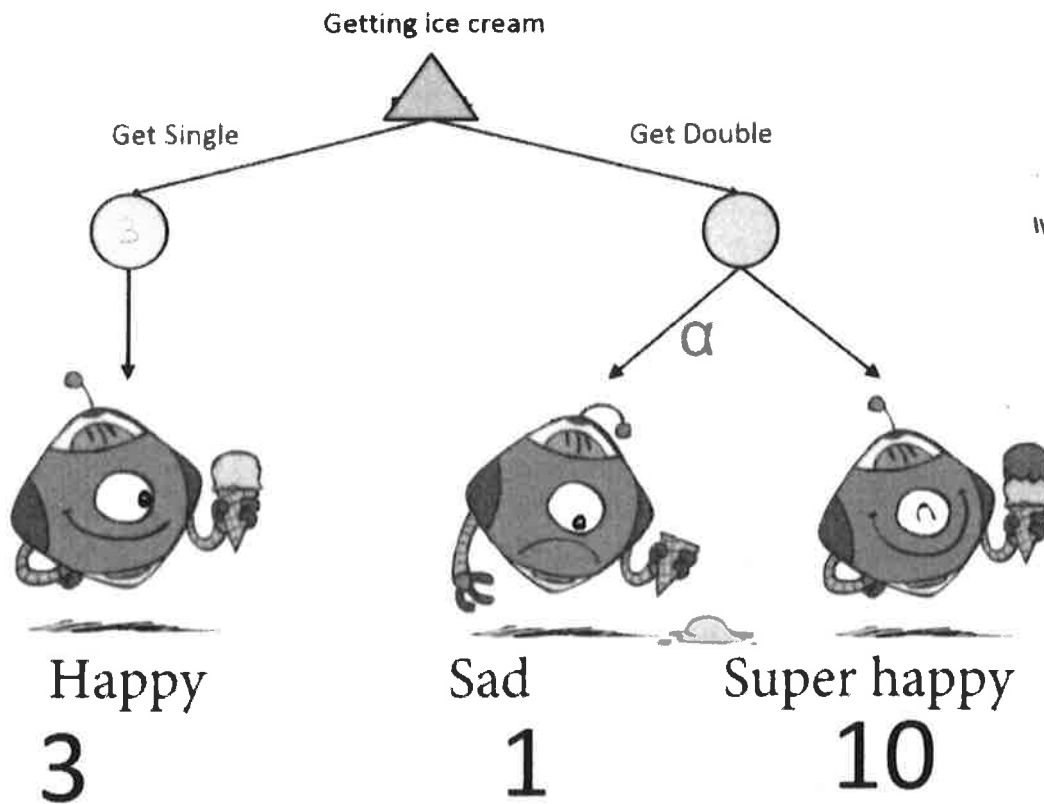 Getting ice cream
Get Single
Get Double
3
α
Happy
Sad
Super happy
3
1
10